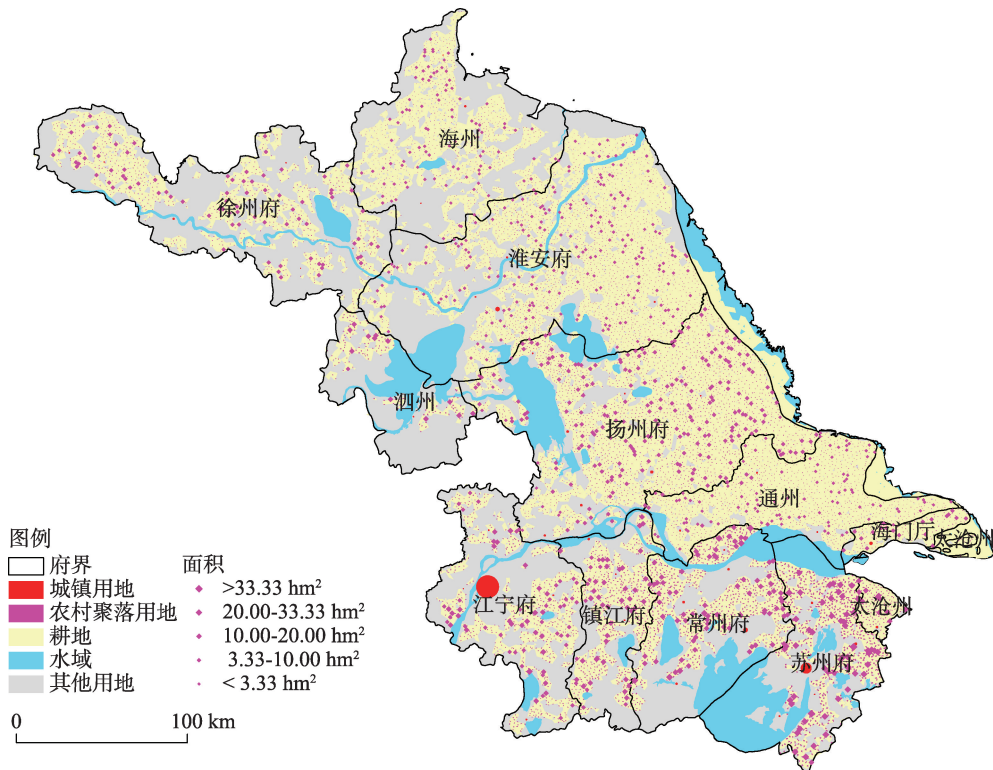 海州
徐州府
淮安府
泗州
扬州府
通州
海门厅
太仓州
江宁府
镇江府
常州府
太仓州
苏州府
图例
府界
城镇用地
农村聚落用地
耕地
水域
其他用地
面积
>33.33 hm²
20.00-33.33 hm²
10.00-20.00 hm²
3.33-10.00 hm²
< 3.33 hm²
0 100 km